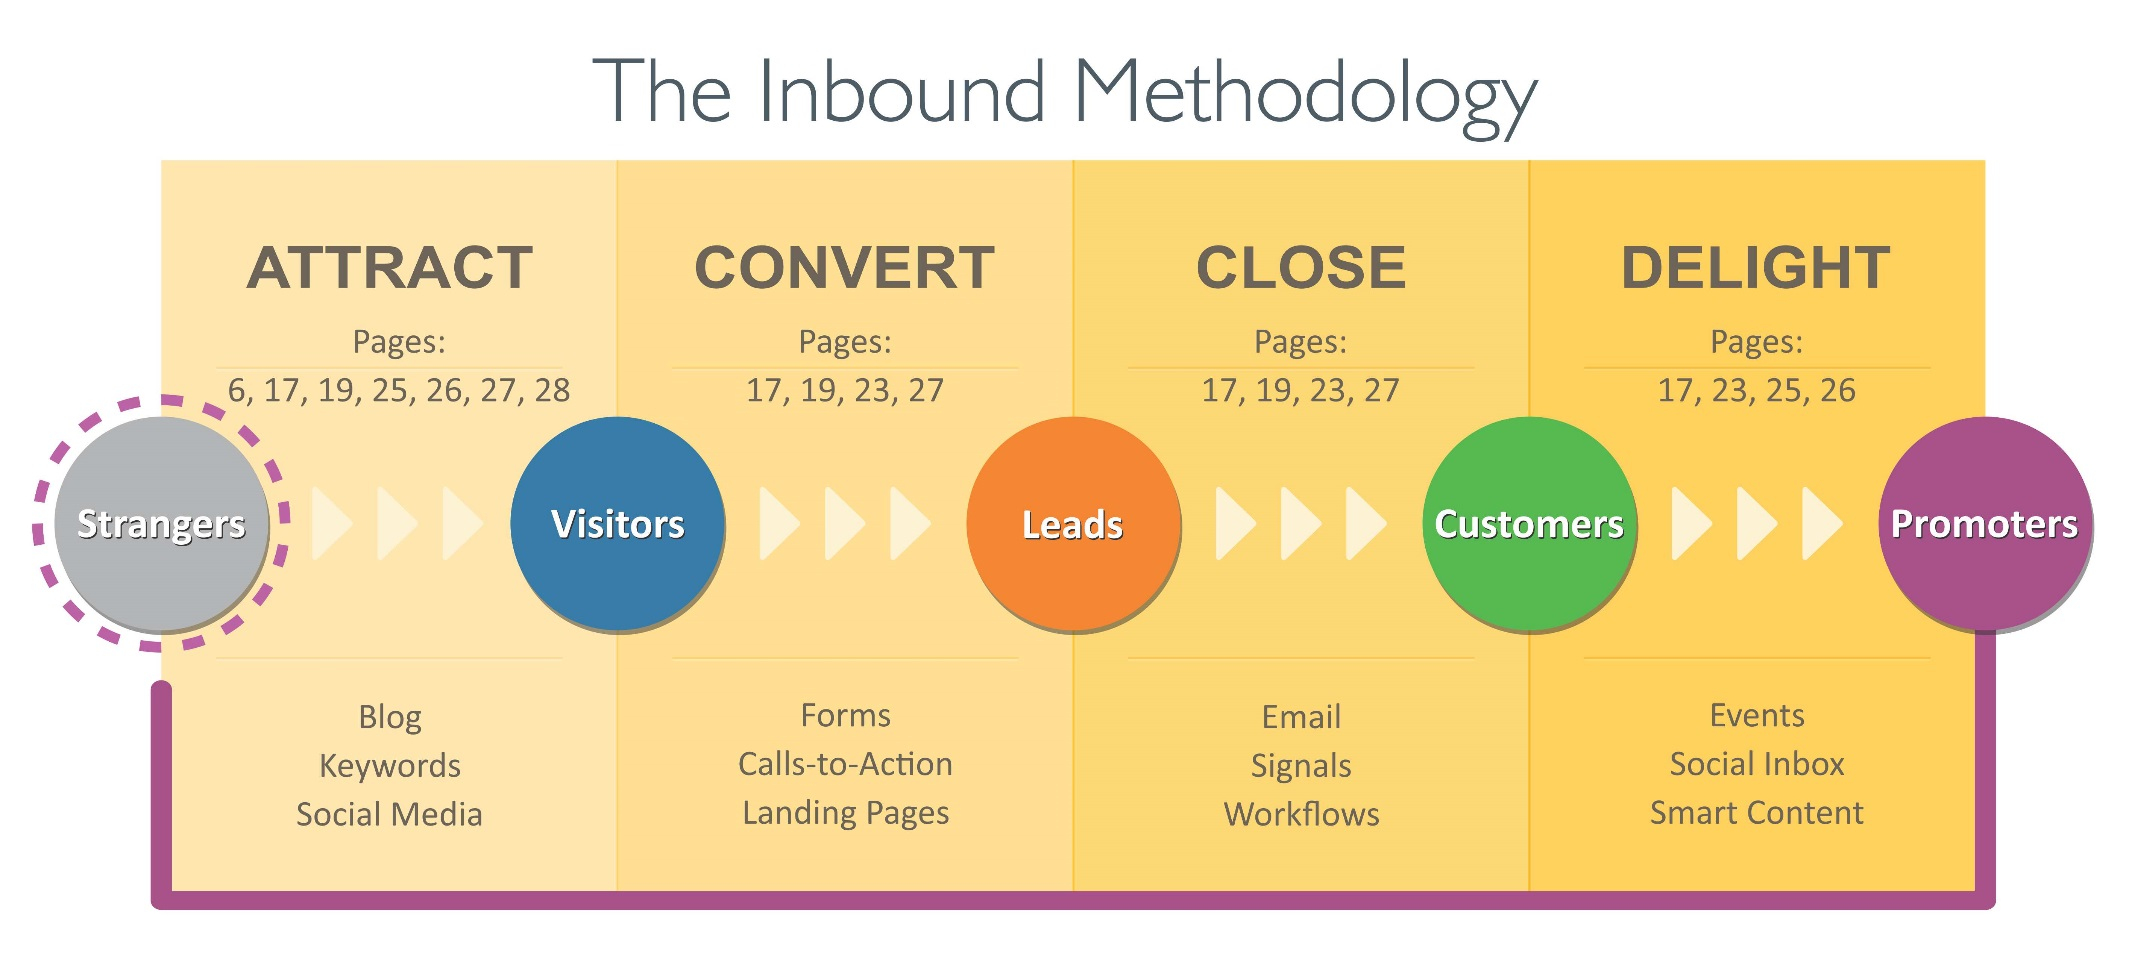 The Inbound Methodology
ATTRACT
Pages:
6, 17, 19, 25, 26, 27, 28
CONVERT
Pages:
17, 19, 23, 27
CLOSE
Pages:
17, 19, 23, 27
DELIGHT
Pages:
17, 23, 25, 26
Strangers
Visitors
Leads
Customers
Promoters
Blog
Keywords
Social Media
Forms
Calls-to-Action
Landing Pages
Email
Signals
Workflows
Events
Social Inbox
Smart Content